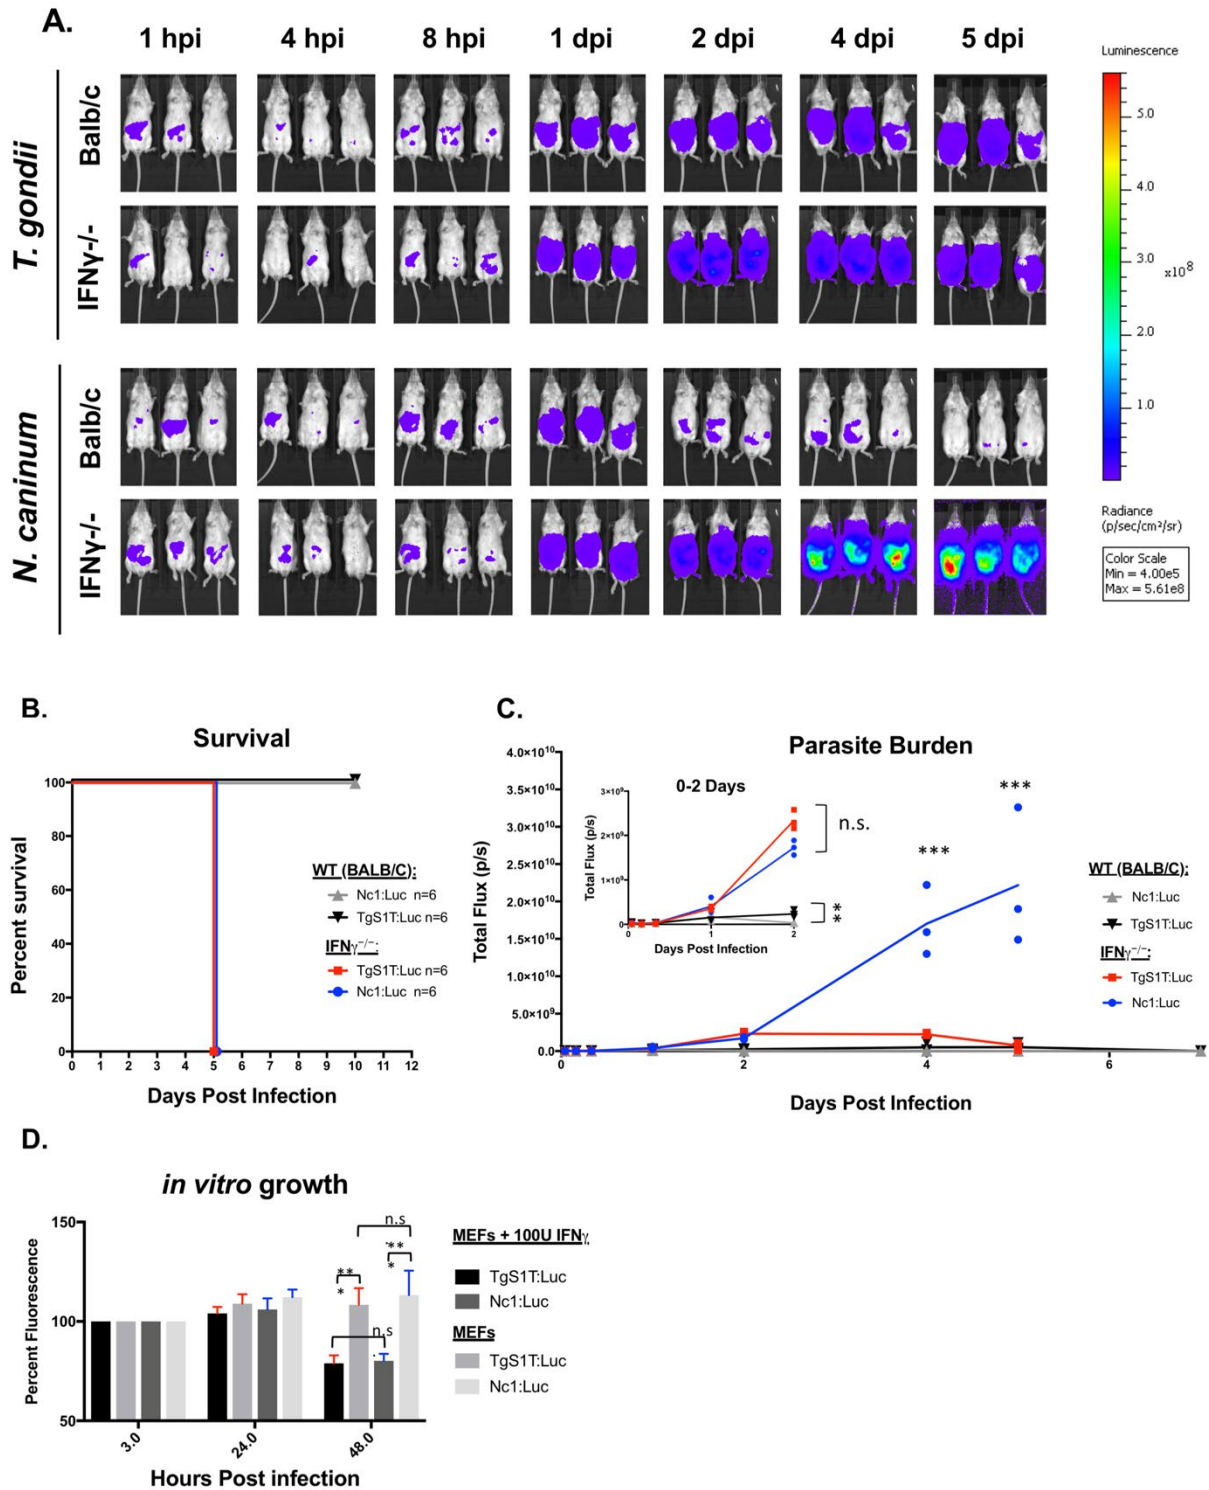 A.
1 hpi 4 hpi 8 hpi 1 dpi 2 dpi 4 dpi 5 dpi
T. gondii
Balb/c
IFNγ-/-
N. caninum
Balb/c
IFNγ-/-
Luminescence
5.0
4.0
3.0
x10⁸
2.0
1.0
Radiance
(p/sec/cm²/sr)
Color Scale
Min = 4.00e5
Max = 5.61e8
B.
Survival
Percent survival
100
80
60
40
20
0
0 1 2 3 4 5 6 7 8 9 10 11 12
Days Post Infection
WT (BALB/C):
Nc1:Luc n=6
TgS1T:Luc n=6
IFNγ⁻/⁻:
TgS1T:Luc n=6
Nc1:Luc n=6
C.
Parasite Burden
Total Flux (p/s)
4.0×10¹⁰
3.5×10¹⁰
3.0×10¹⁰
2.5×10¹⁰
2.0×10¹⁰
1.5×10¹⁰
1.0×10¹⁰
5.0×10⁹
0.0
0 2 4 6
Days Post Infection
0-2 Days
Total Flux (p/s)
3×10⁹
2×10⁹
1×10⁹
0
0 1 2
Days Post Infection
n.s.
**
***
***
WT (BALB/C):
Nc1:Luc
TgS1T:Luc
IFNγ⁻/⁻:
TgS1T:Luc
Nc1:Luc
D.
in vitro growth
Percent Fluorescence
150
100
50
3.0 24.0 48.0
Hours Post infection
n.s
**
*
**
*
n.s
MEFs + 100U IFNγ
TgS1T:Luc
Nc1:Luc
MEFs
TgS1T:Luc
Nc1:Luc